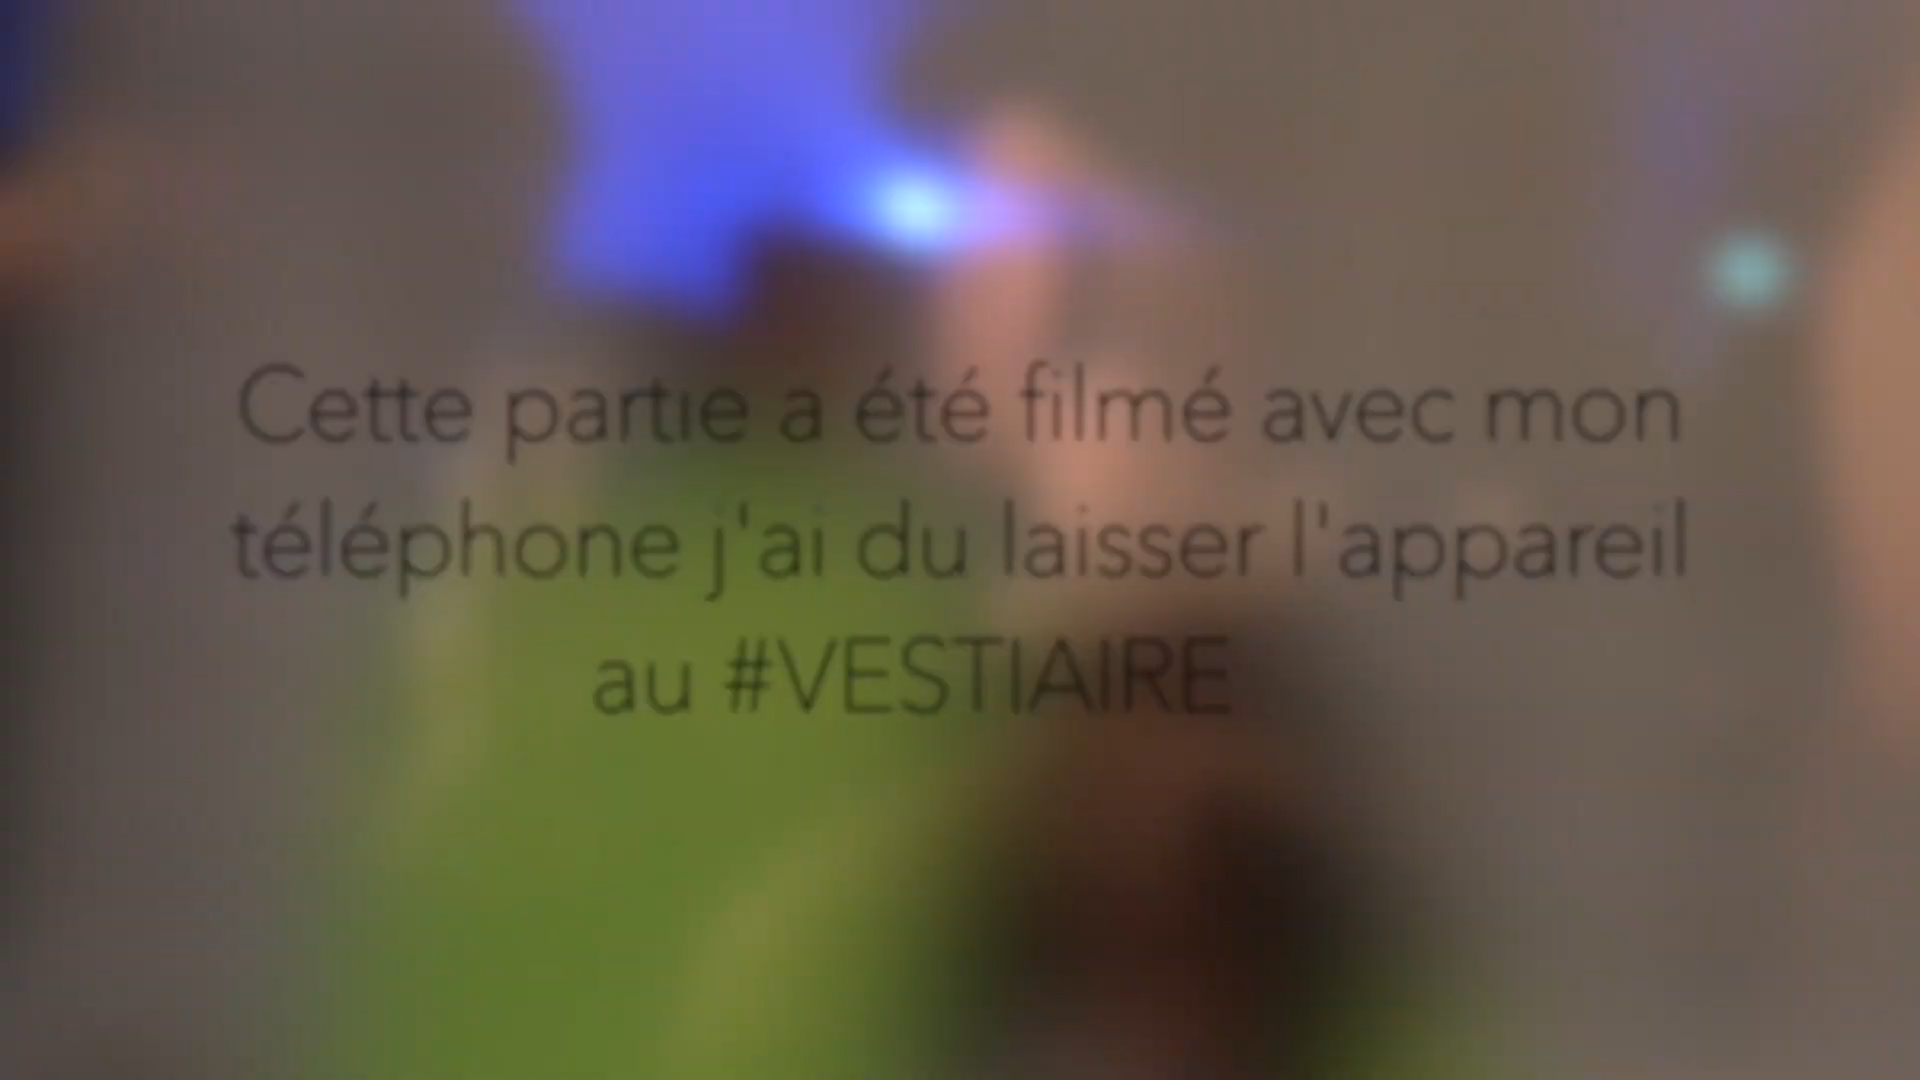 Cette partie a été filmé avec mon
téléphone j'ai du laisser l'appareil
au #VESTIAIRE